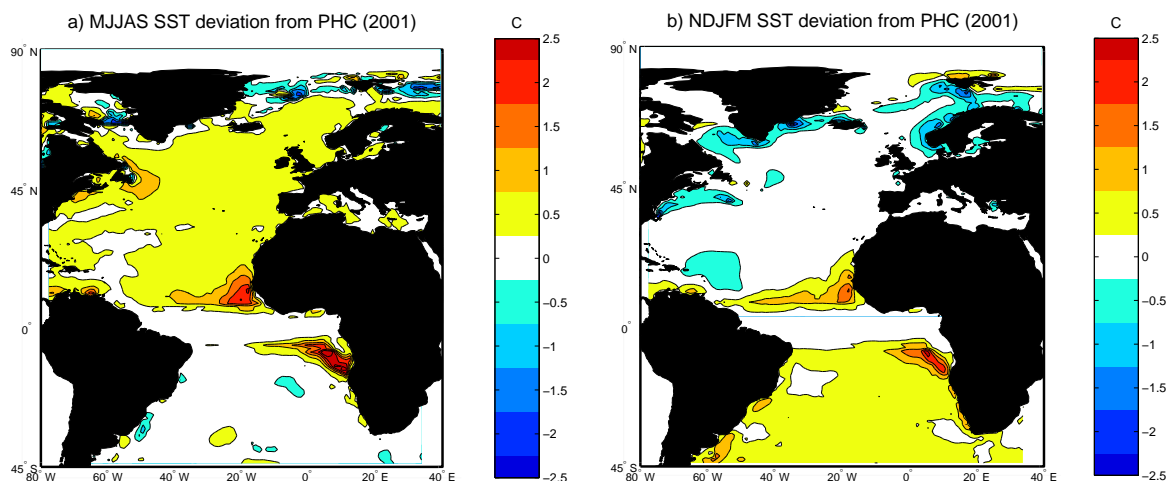 a) MJJAS SST deviation from PHC (2001)
C
90° N
45° N
0°
45° S
80° W
60° W
40° W
20° W
0°
20° E
40° E
2.5
2
1.5
1
0.5
0
−0.5
−1
−1.5
−2
−2.5
b) NDJFM SST deviation from PHC (2001)
C
90° N
45° N
0°
45° S
80° W
60° W
40° W
20° W
0°
20° E
40° E
2.5
2
1.5
1
0.5
0
−0.5
−1
−1.5
−2
−2.5